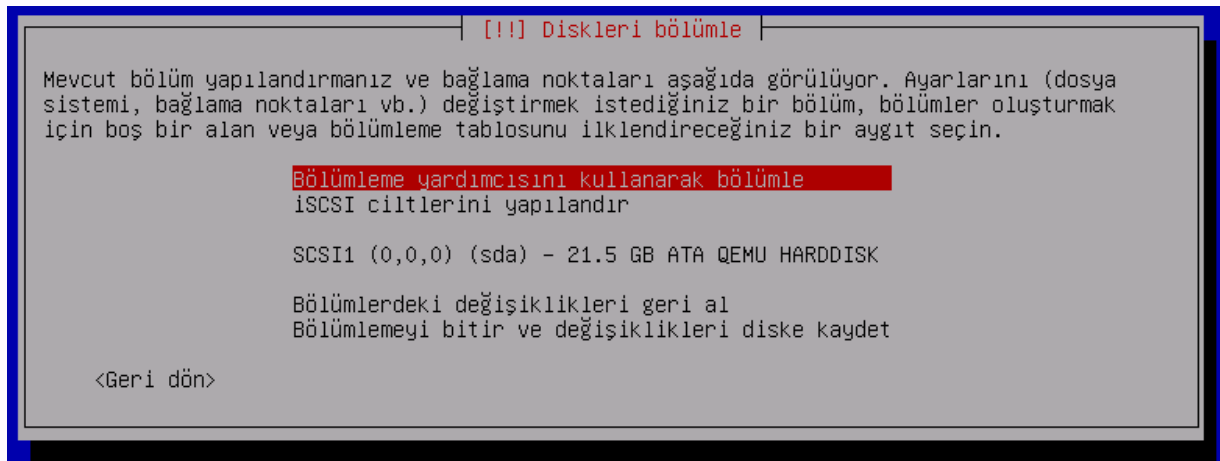 [!!] Diskleri bölümle
Mevcut bölüm yapılandırmanız ve bağlama noktaları aşağıda görülüyor. Ayarlarını (dosya
sistemi, bağlama noktaları vb.) değiştirmek istediğiniz bir bölüm, bölümler oluşturmak
için boş bir alan veya bölümleme tablosunu ilklendireceğiniz bir aygıt seçin.
Bölümleme yardımcısını kullanarak bölümle
iSCSI ciltlerini yapılandır
SCSI1 (0,0,0) (sda) – 21.5 GB ATA QEMU HARDDISK
Bölümlerdeki değişiklikleri geri al
Bölümlemeyi bitir ve değişiklikleri diske kaydet
<Geri dön>